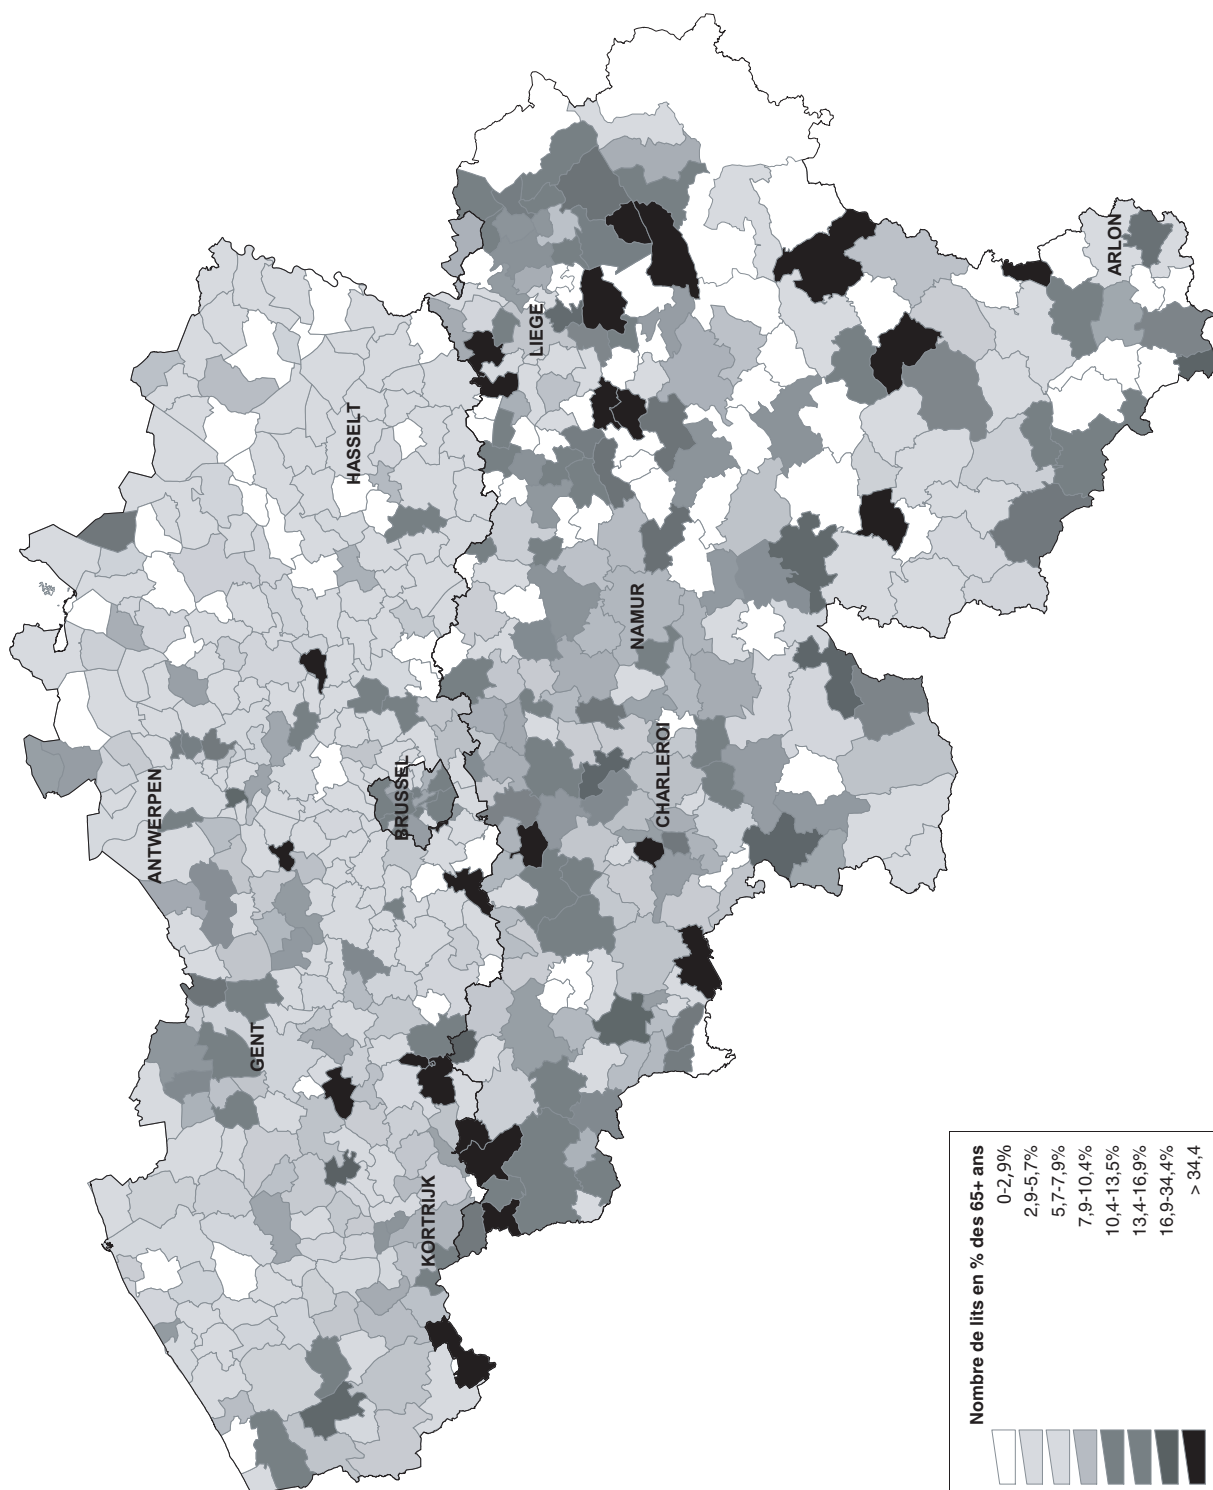 ANTWERPEN
GENT
HASSELT
BRUSSEL
KORTRIJK
LIEGE
NAMUR
CHARLEROI
ARLON
Nombre de lits en % des 65+ ans
0-2,9%
2,9-5,7%
5,7-7,9%
7,9-10,4%
10,4-13,5%
13,4-16,9%
16,9-34,4%
> 34,4